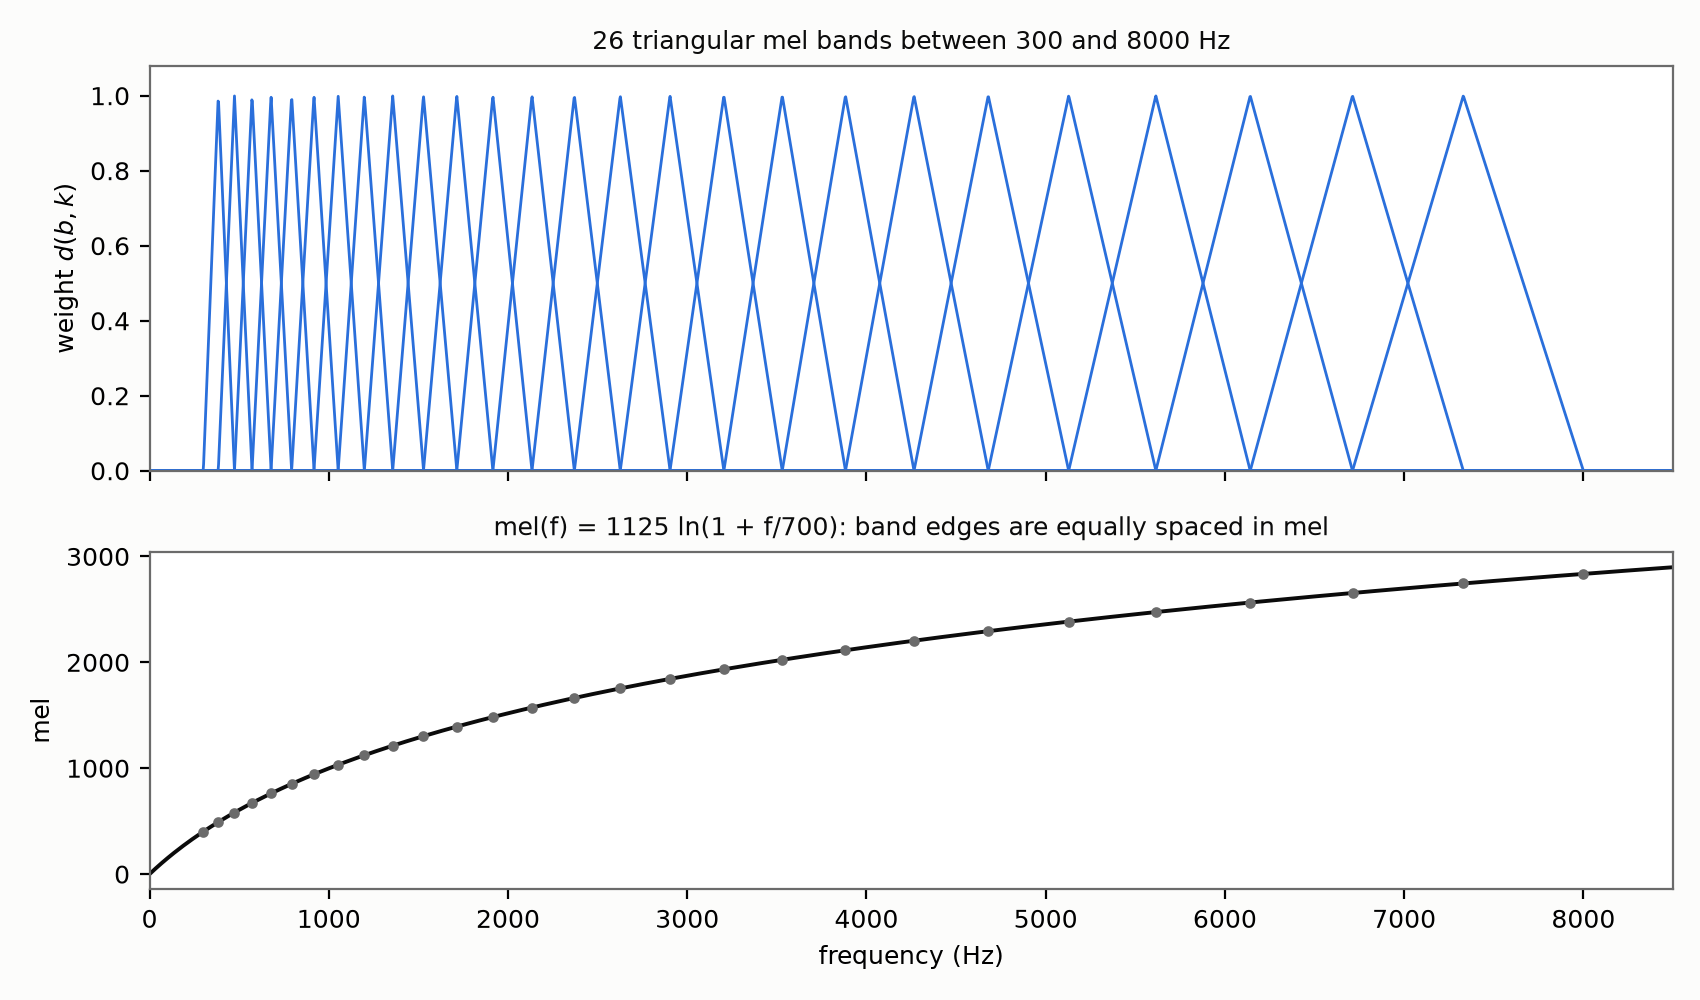 26 triangular mel bands between 300 and 8000 Hz
1.0
0.8
0.6
0.4
0.2
0.0
weight d(b, k)
mel(f) = 1125 ln(1 + f/700): band edges are equally spaced in mel
3000
2000
1000
0
mel
0 1000 2000 3000 4000 5000 6000 7000 8000
frequency (Hz)